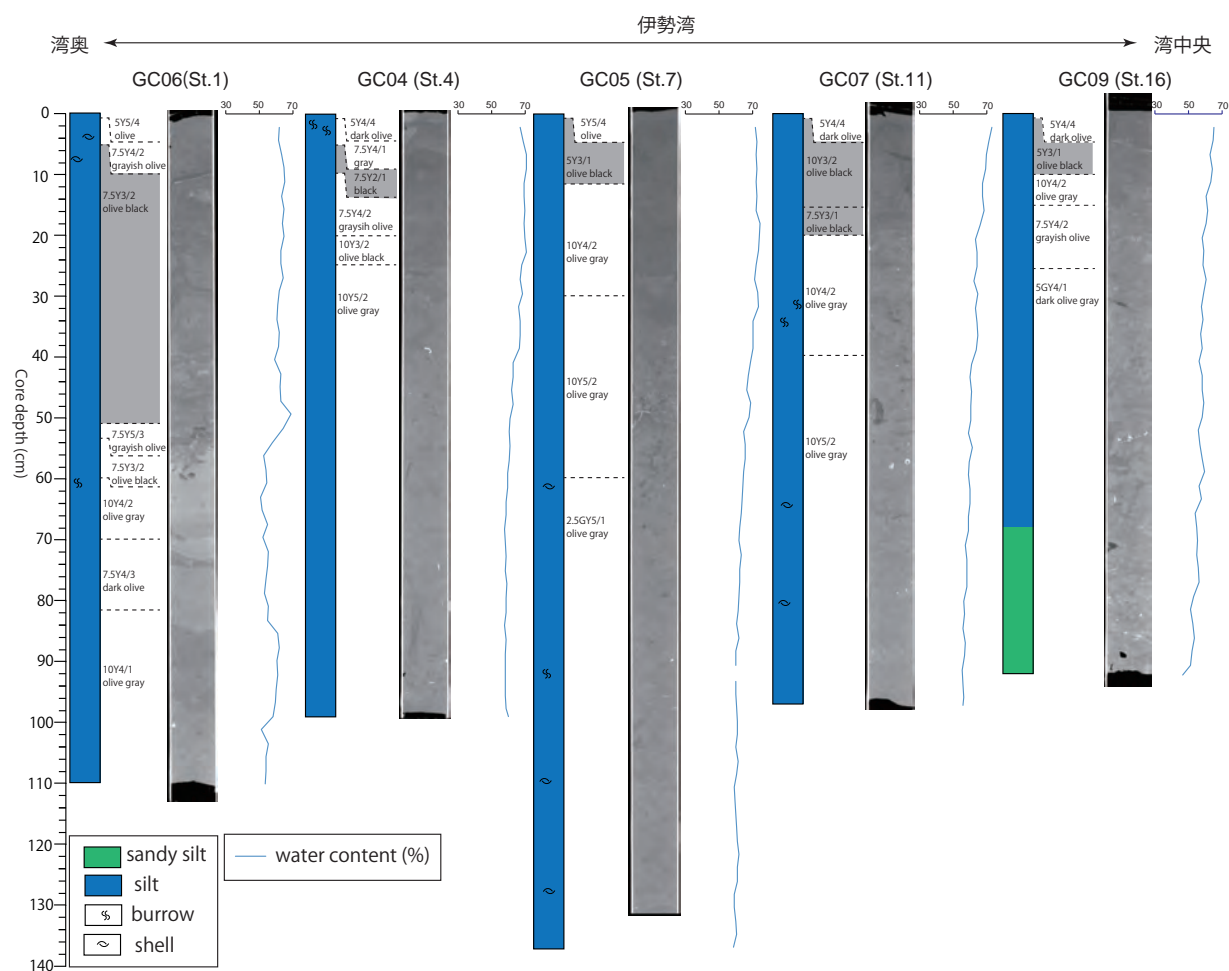 伊勢湾
湾奥
湾中央
GC06(St.1)
GC04 (St.4)
GC05 (St.7)
GC07 (St.11)
GC09 (St.16)
30 50 70
30 50 70
30 50 70
30 50 70
30 50 70
Core depth (cm)
0
10
20
30
40
50
60
70
80
90
100
110
120
130
140
5Y5/4
olive
7.5Y4/2
grayish olive
7.5Y3/2
olive black
7.5Y5/3
grayish olive
7.5Y3/2
olive black
10Y4/2
olive gray
7.5Y4/3
dark olive
10Y4/1
olive gray
5Y4/4
dark olive
7.5Y4/1
gray
7.5Y2/1
black
7.5Y4/2
graysih olive
10Y3/2
olive black
10Y5/2
olive gray
5Y5/4
olive
5Y3/1
olive black
10Y4/2
olive gray
10Y5/2
olive gray
2.5GY5/1
olive gray
5Y4/4
dark olive
10Y3/2
olive black
7.5Y3/1
olive black
10Y4/2
olive gray
10Y5/2
olive gray
5Y4/4
dark olive
5Y3/1
olive black
10Y4/2
olive gray
7.5Y4/2
grayish olive
5GY4/1
dark olive gray
sandy silt
silt
burrow
shell
water content (%)